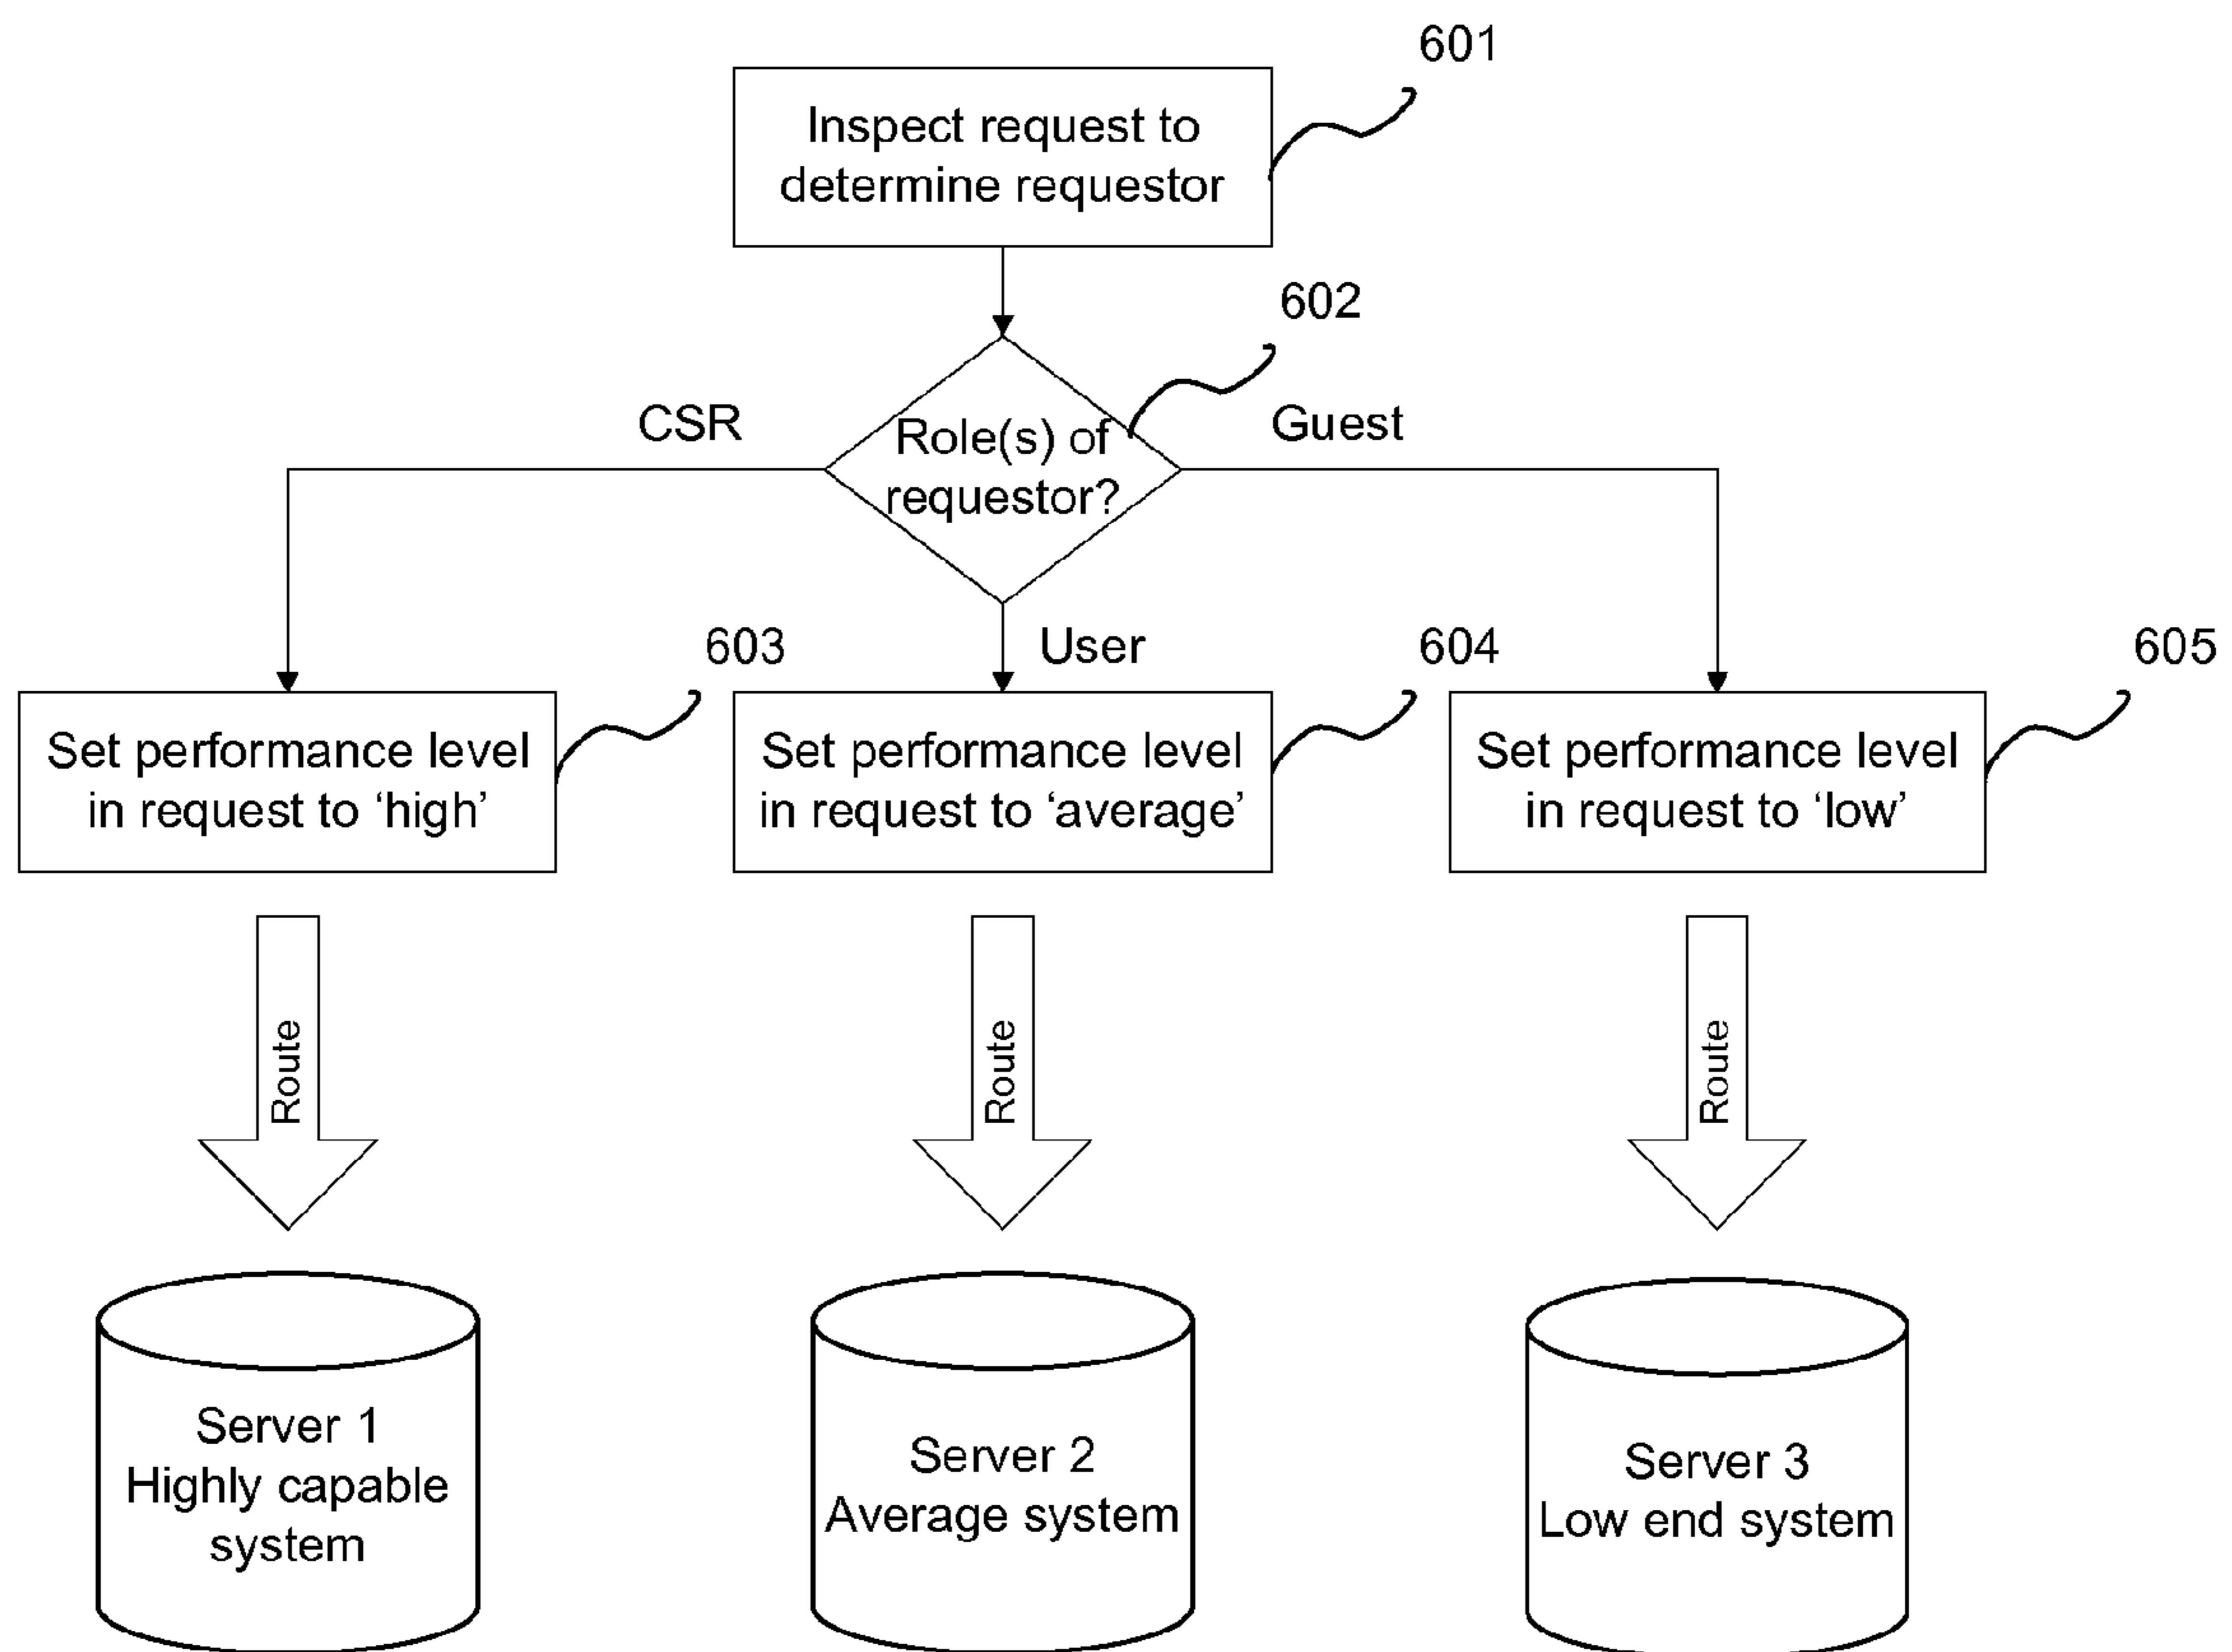 601
Inspect request to
determine requestor
602
CSR
Role(s) of
requestor?
Guest
User
603
604
605
Set performance level
in request to ‘high’
Set performance level
in request to ‘average’
Set performance level
in request to ‘low’
Route
Route
Route
Server 1
Highly capable
system
Server 2
Average system
Server 3
Low end system